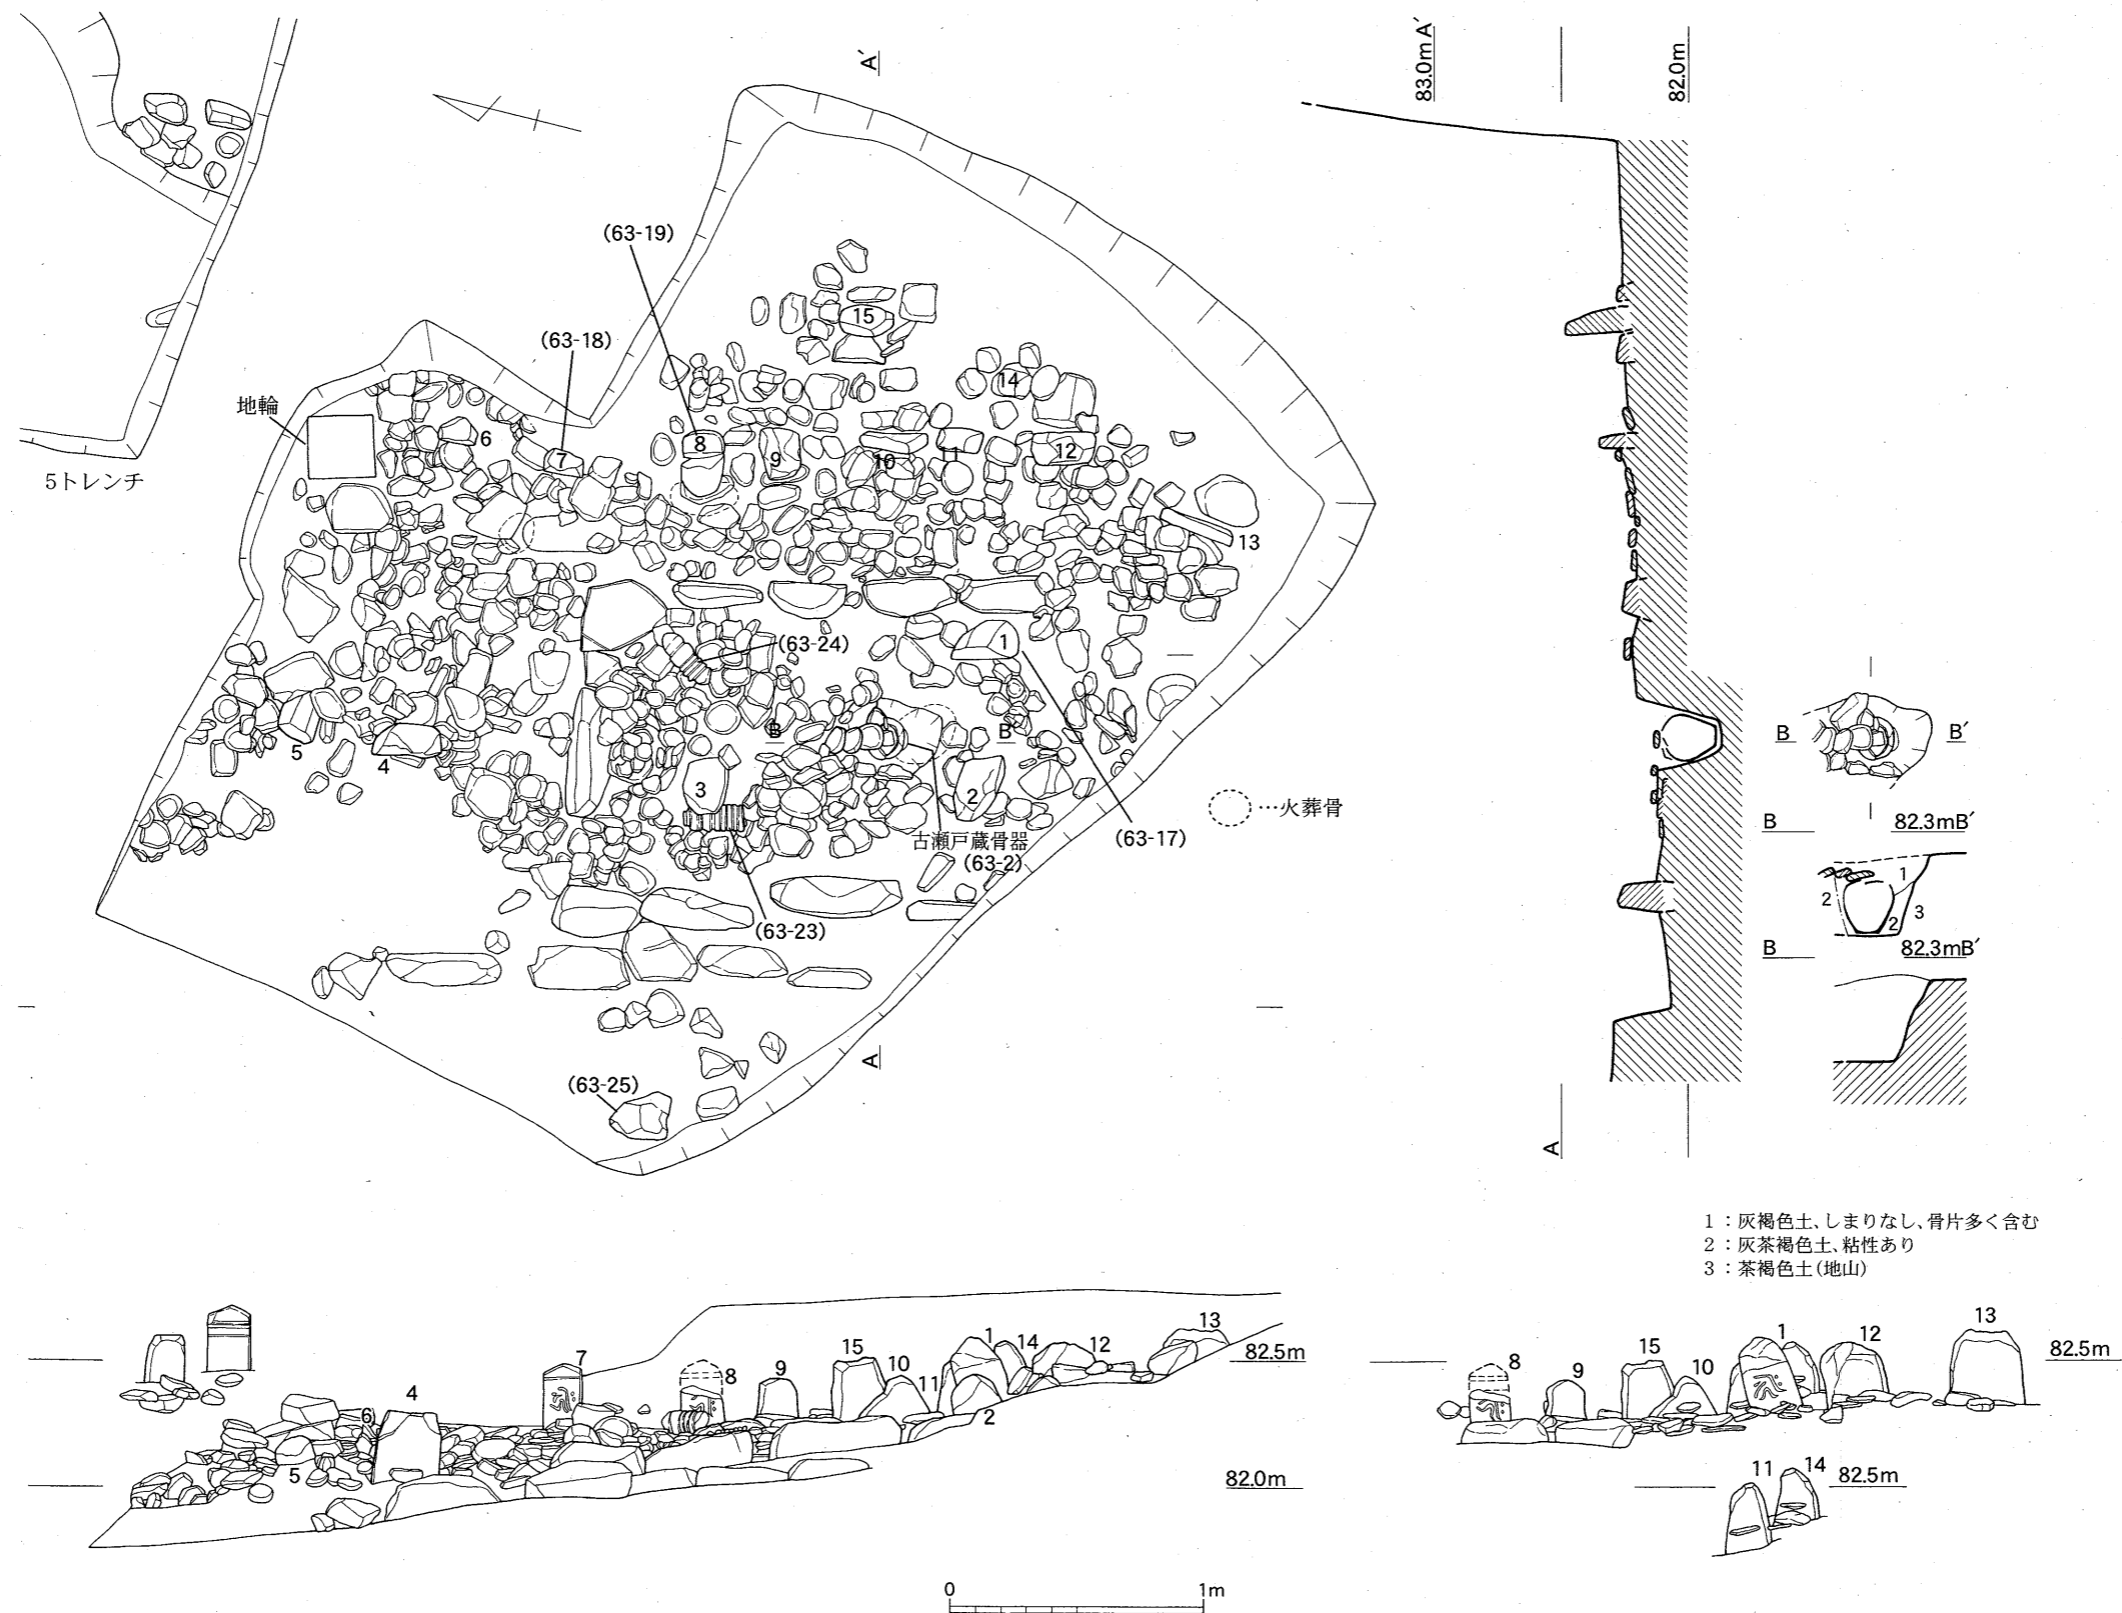 A′
83.0m A′
82.0m
(63-19)
(63-18)
地輪
5トレンチ
15
14
6
7
8
9
10
11
12
13
(63-24)
1
B
B′
5
4
3
2
古瀬戸蔵骨器
(63-2)
(63-17)
…火葬骨
(63-23)
(63-25)
A
B
B′
B
82.3mB′
1
2
2
3
B
82.3mB′
A
1：灰褐色土、しまりなし、骨片多く含む
2：灰茶褐色土、粘性あり
3：茶褐色土(地山)
4
5
6
7
8
9
15
10
11
1
14
12
2
13
82.5m
82.0m
8
9
15
10
1
12
13
82.5m
11
14
82.5m
0
1m